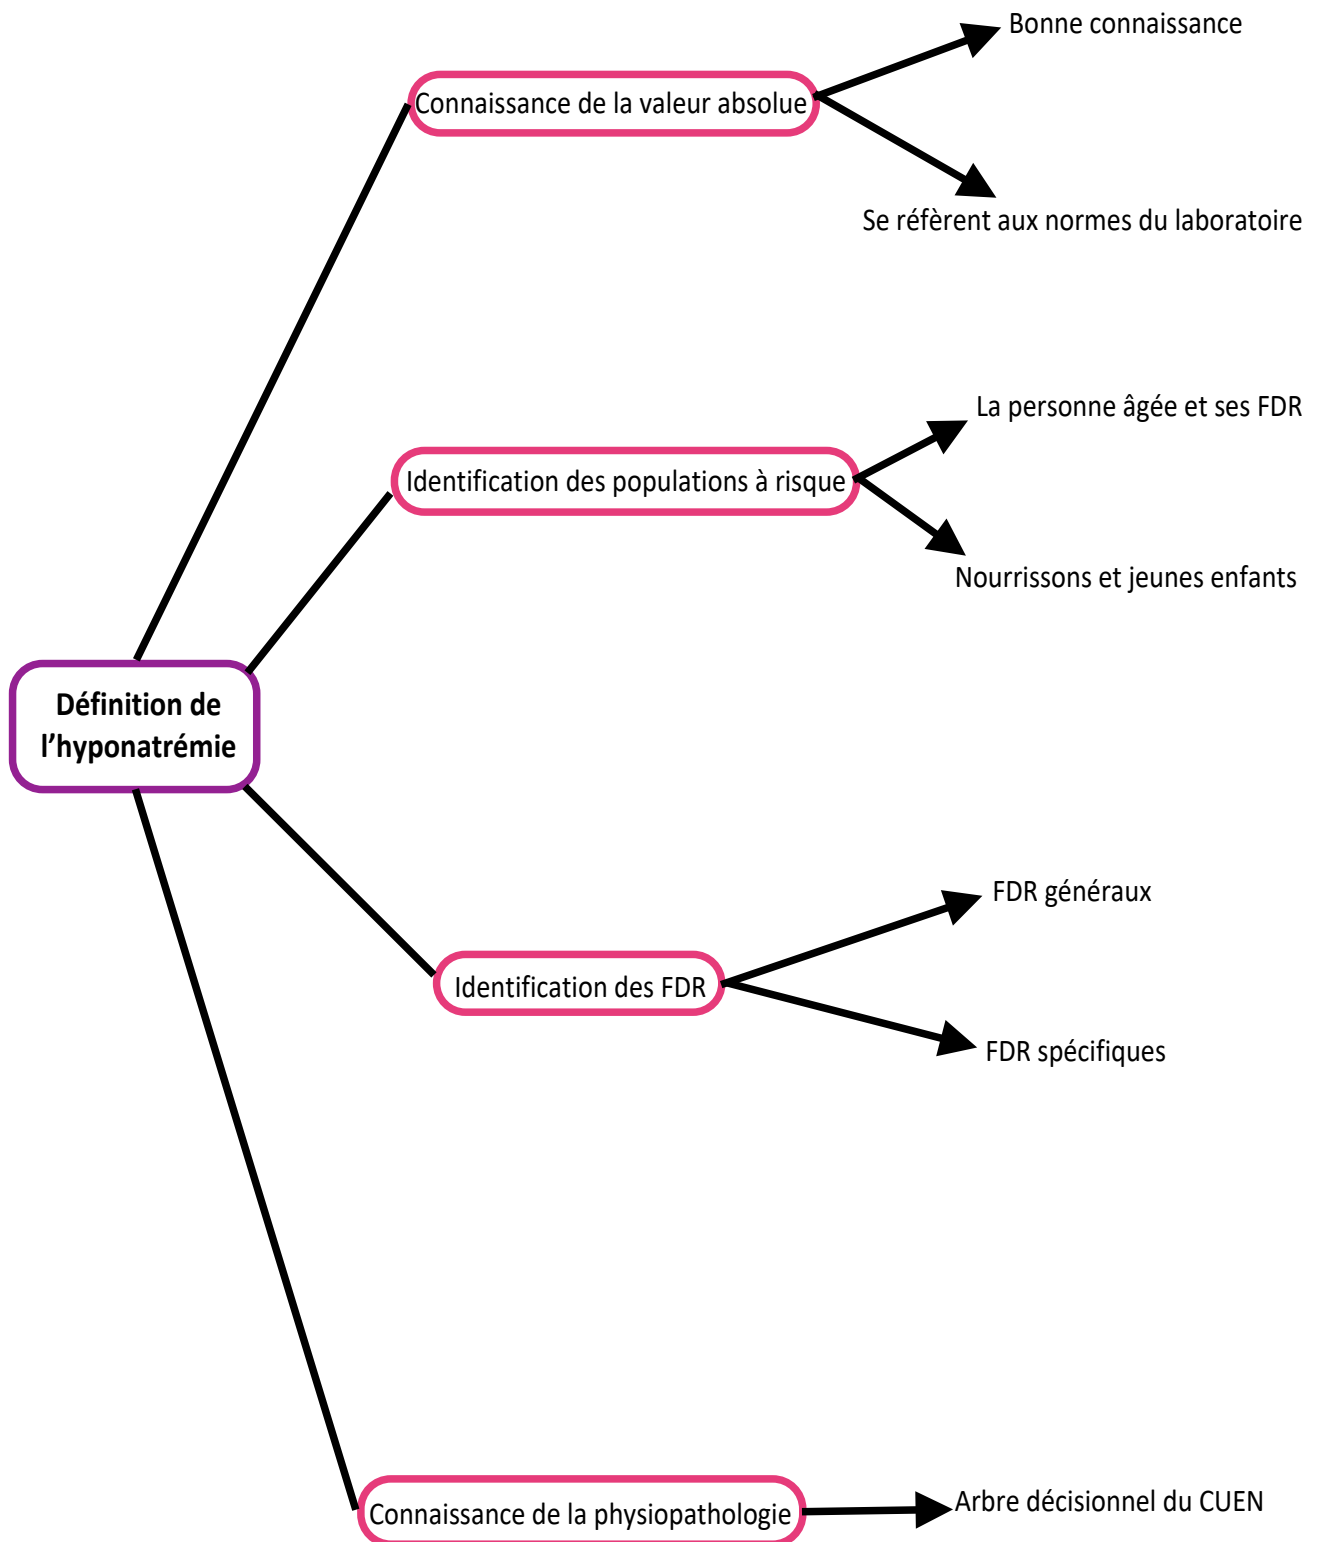 Bonne connaissance
Connaissance de la valeur absolue
Se réfèrent aux normes du laboratoire
La personne âgée et ses FDR
Identification des populations à risque
Nourrissons et jeunes enfants
Définition de
l'hyponatrémie
FDR généraux
Identification des FDR
FDR spécifiques
Arbre décisionnel du CUEN
Connaissance de la physiopathologie